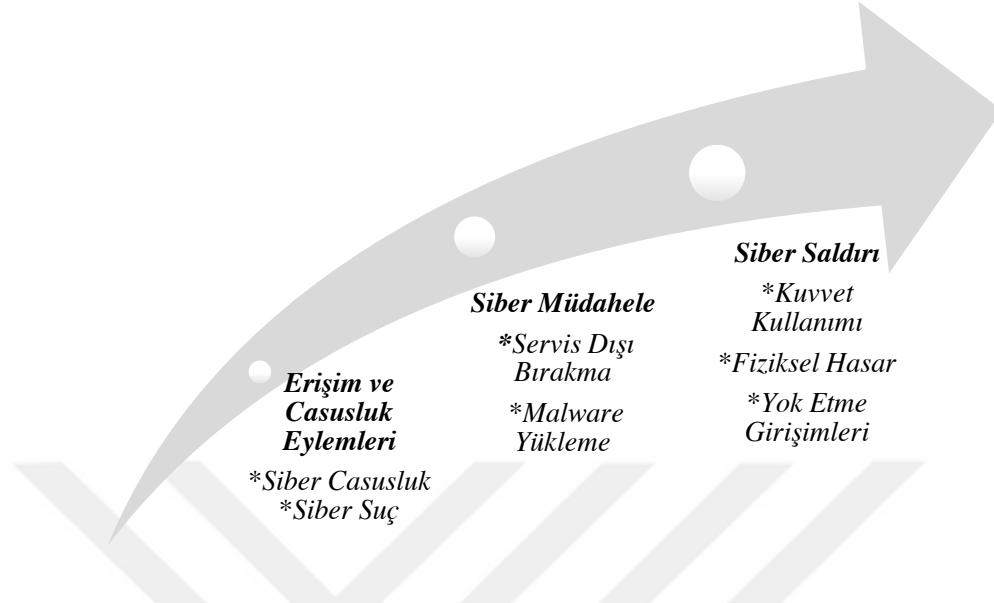 Erişim ve
Casusluk
Eylemleri
*Siber Casusluk
*Siber Suç
Siber Müdahele
*Servis Dışı
Bırakma
*Malware
Yükleme
Siber Saldırı
*Kuvvet
Kullanımı
*Fiziksel Hasar
*Yok Etme
Girişimleri